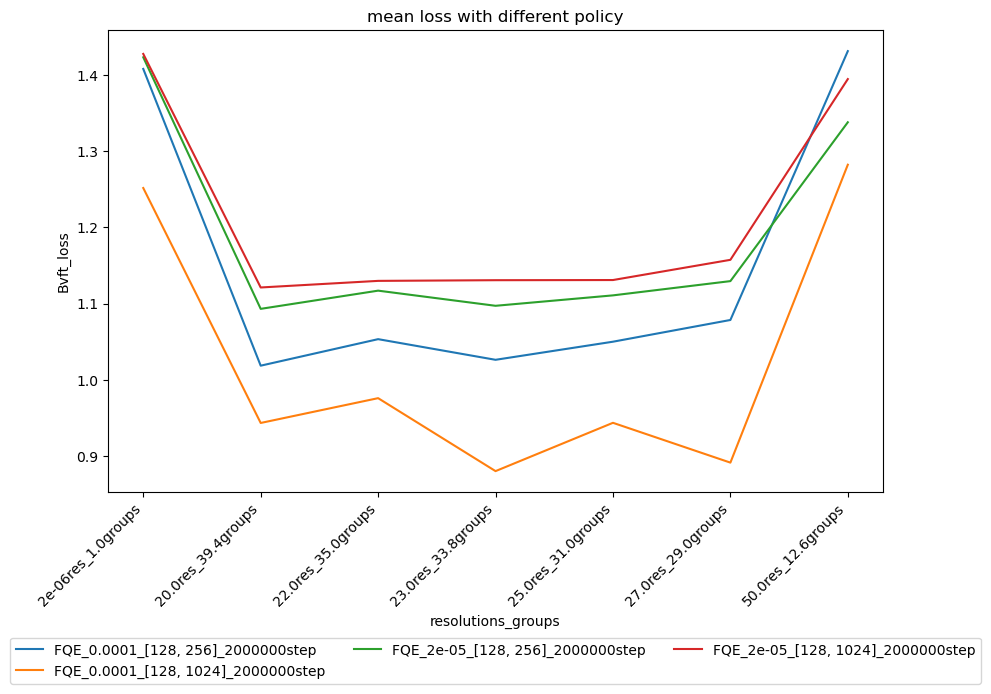 mean loss with different policy
Bvft_loss
1.4
1.3
1.2
1.1
1.0
0.9
2e-06res_1.0groups
20.0res_39.4groups
22.0res_35.0groups
23.0res_33.8groups
25.0res_31.0groups
27.0res_29.0groups
50.0res_12.6groups
resolutions_groups
FQE_0.0001_[128, 256]_2000000step
FQE_0.0001_[128, 1024]_2000000step
FQE_2e-05_[128, 256]_2000000step
FQE_2e-05_[128, 1024]_2000000step